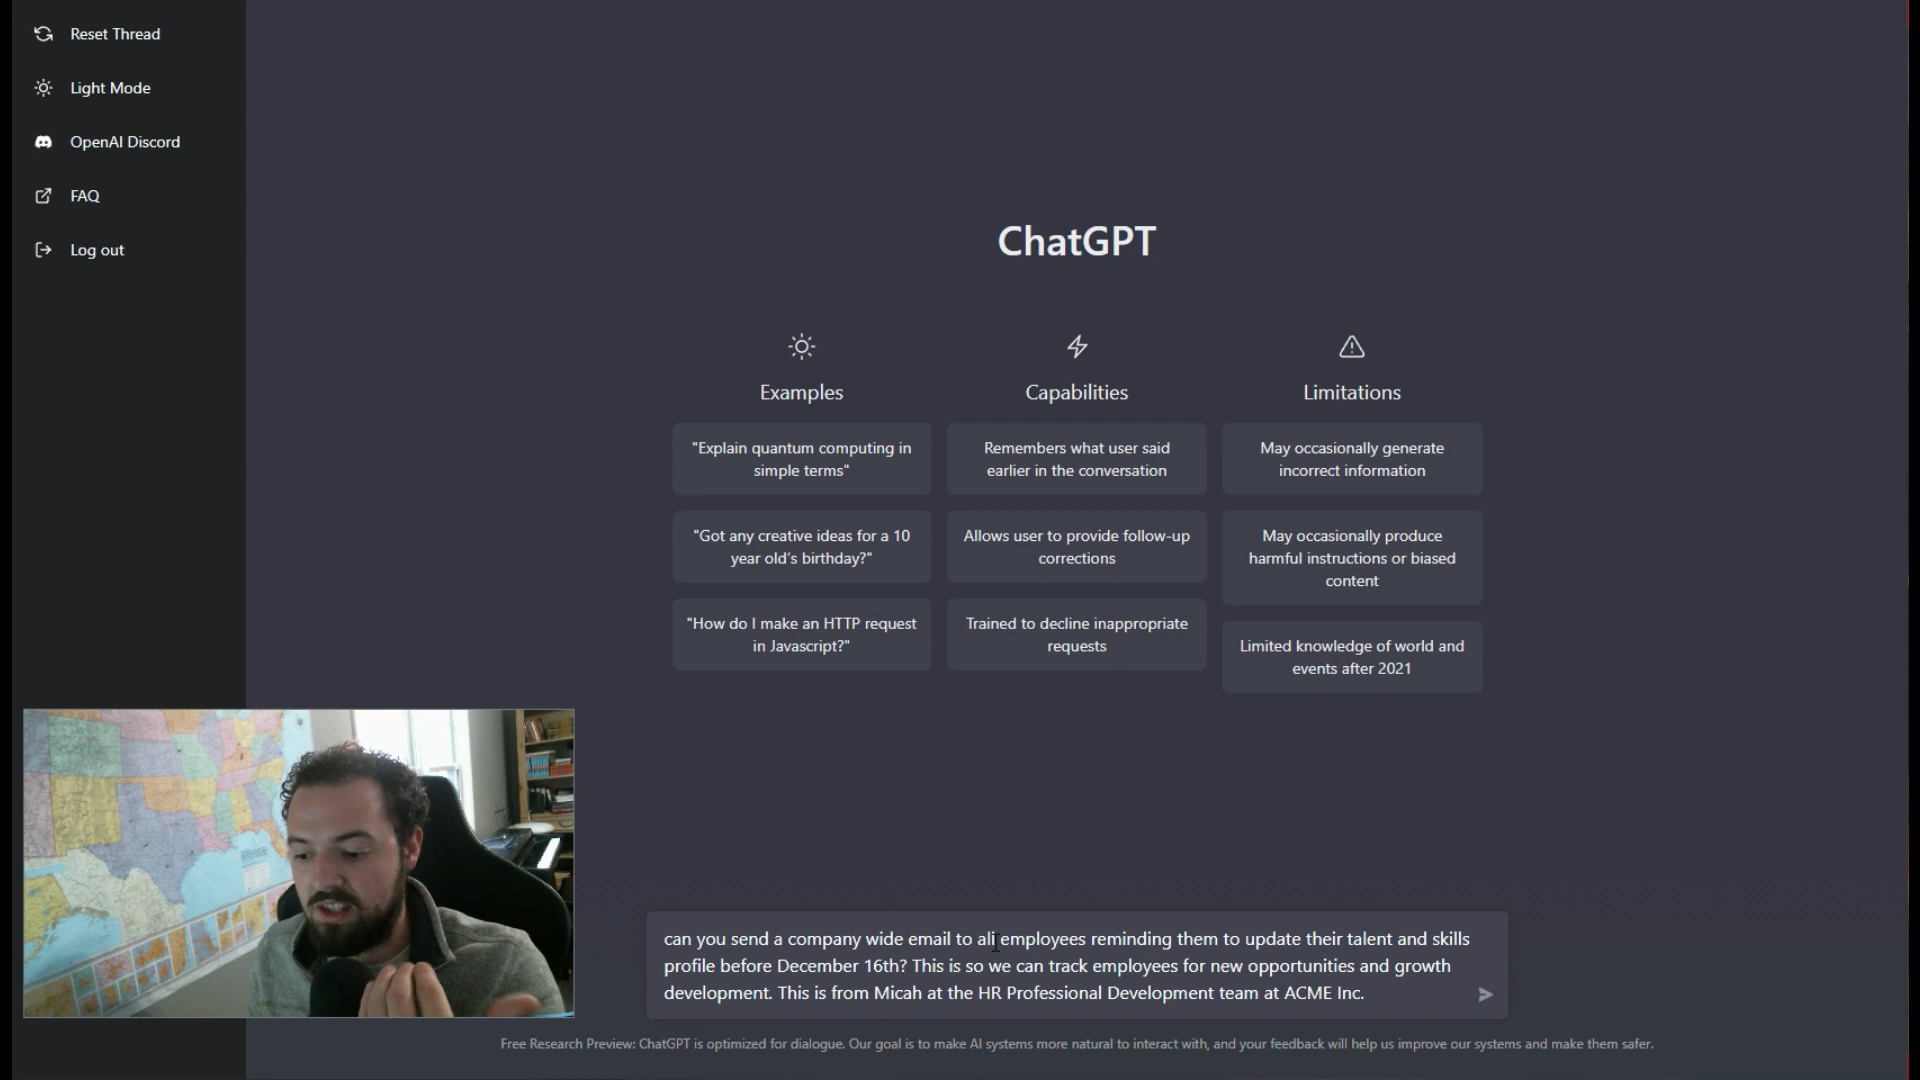 Reset Thread
Light Mode
OpenAI Discord
FAQ
Log out
ChatGPT
Examples
Capabilities
Limitations
"Explain quantum computing in
simple terms"
Remembers what user said
earlier in the conversation
May occasionally generate
incorrect information
"Got any creative ideas for a 10
year old's birthday?"
Allows user to provide follow-up
corrections
May occasionally produce
harmful instructions or biased
content
"How do I make an HTTP request
in Javascript?"
Trained to decline inappropriate
requests
Limited knowledge of world and
events after 2021
can you send a company wide email to all employees reminding them to update their talent and skills
profile before December 16th? This is so we can track employees for new opportunities and growth
development. This is from Micah at the HR Professional Development team at ACME Inc.
Free Research Preview: ChatGPT is optimized for dialogue. Our goal is to make AI systems more natural to interact with, and your feedback will help us improve our systems and make them safer.